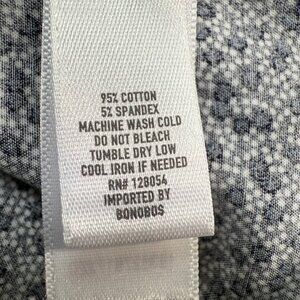 95% COTTON
5% SPANDEX
MACHINE WASH COLD
DO NOT BLEACH
TUMBLE DRY LOW
COOL IRON IF NEEDED
RN# 128054
IMPORTED BY
BONOBOS